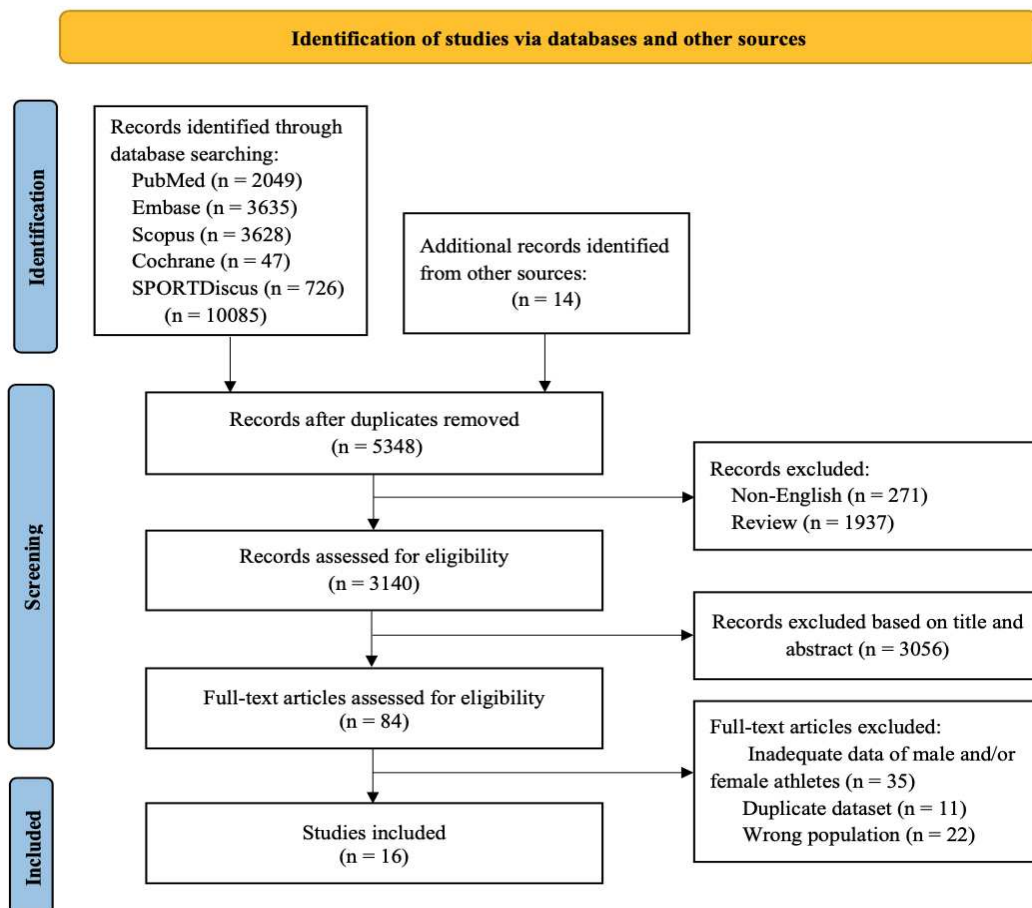 Identification of studies via databases and other sources
Identification
Records identified through
database searching:
PubMed (n = 2049)
Embase (n = 3635)
Scopus (n = 3628)
Cochrane (n = 47)
SPORTDiscus (n = 726)
(n = 10085)
Additional records identified
from other sources:
(n = 14)
Screening
Records after duplicates removed
(n = 5348)
Records excluded:
Non-English (n = 271)
Review (n = 1937)
Records assessed for eligibility
(n = 3140)
Records excluded based on title and
abstract (n = 3056)
Full-text articles assessed for eligibility
(n = 84)
Full-text articles excluded:
Inadequate data of male and/or
female athletes (n = 35)
Duplicate dataset (n = 11)
Wrong population (n = 22)
Included
Studies included
(n = 16)